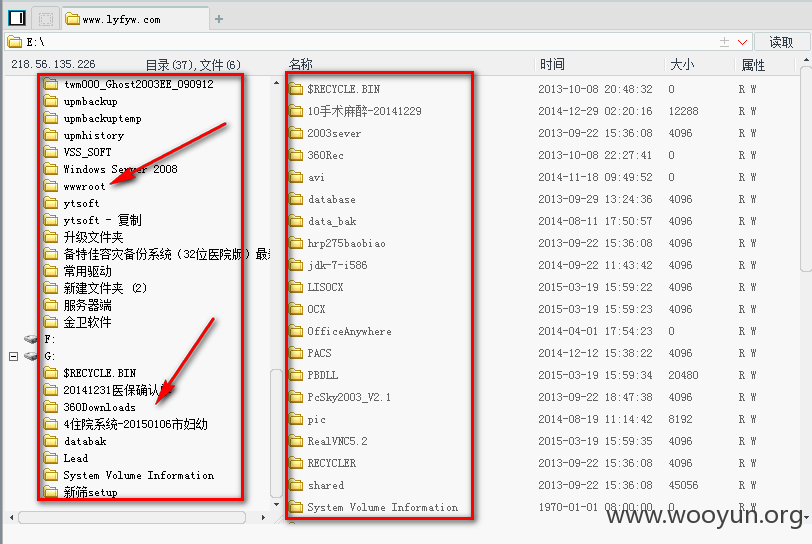 www.lyfyw.com
E:\
读取
218.56.135.226 目录(37),文件(6)
名称 时间 大小 属性
twm000_Ghost2003EE_090912
upmbackup
upmbackuptemp
upmhistory
VSS_SOFT
Windows Server 2008
wwwroot
ytsoft
ytsoft - 复制
升级文件夹
备特佳容灾备份系统（32位医院版）最
常用驱动
新建文件夹 (2)
服务器端
金卫软件
F:
G:
$RECYCLE.BIN
20141231医保确认
360Downloads
4住院系统-20150106市妇幼
databak
Lead
System Volume Information
新筛setup
$RECYCLE.BIN 2013-10-08 20:48:32 0 R W
10手术麻醉-20141229 2014-12-29 02:20:16 12288 R W
2003sever 2013-09-22 15:36:08 4096 R W
360Rec 2013-10-08 22:27:41 0 R W
avi 2014-11-18 09:49:52 0 R W
database 2013-09-29 13:24:36 4096 R W
data_bak 2014-08-11 17:50:57 4096 R W
hrp275baobiao 2013-09-22 15:36:08 4096 R W
jdk-7-i586 2014-09-22 11:43:42 4096 R W
LISOCX 2015-03-19 15:59:22 4096 R W
OCX 2015-03-19 15:59:23 4096 R W
OfficeAnywhere 2014-04-01 17:54:23 0 R W
PACS 2014-12-12 15:38:22 4096 R W
PBDLL 2015-03-19 15:59:34 20480 R W
PcSky2003_V2.1 2013-09-22 18:47:38 4096 R W
pic 2014-08-19 11:14:42 8192 R W
RealVNC5.2 2015-03-19 15:59:35 4096 R W
RECYCLER 2013-09-22 15:36:08 4096 R W
shared 2013-09-22 15:36:08 45056 R W
System Volume Information 1970-01-01 08:00:00 0 R W
www.wooyun.org